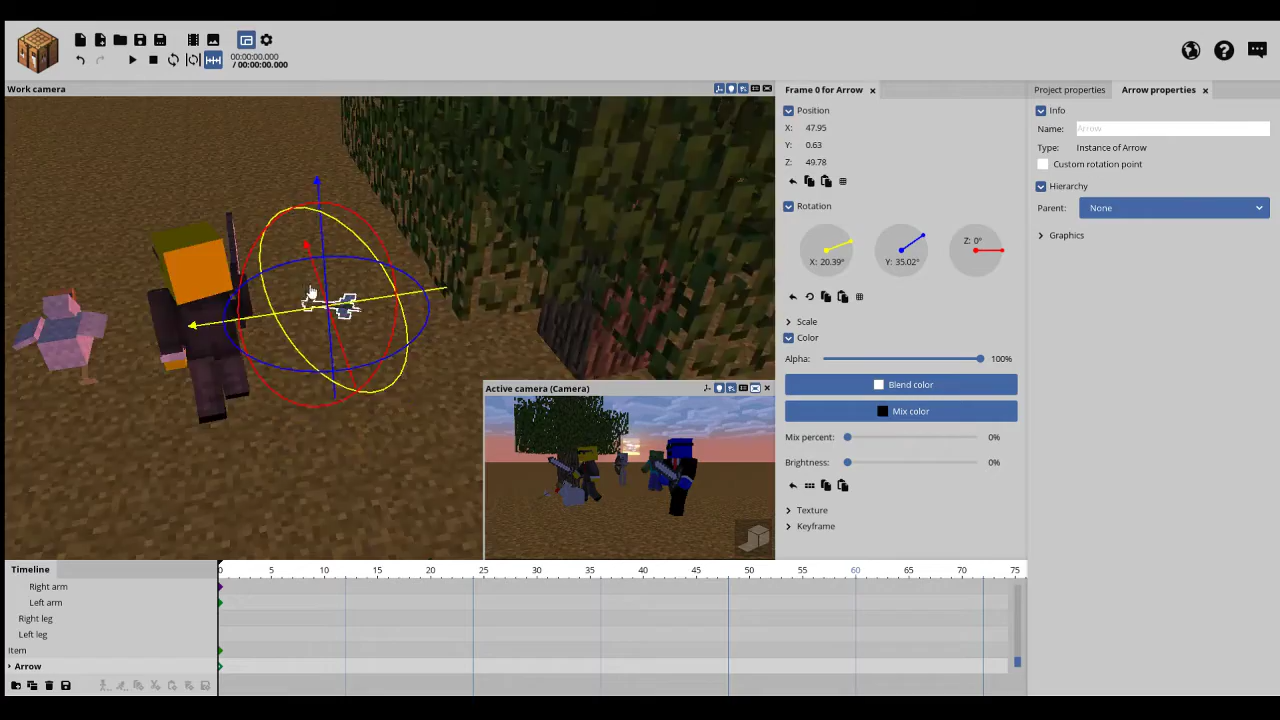 00:00:00.000
/ 00:00:00.000
Work camera
Frame 0 for Arrow
Project properties
Arrow properties
Position
X: 47.95
Y: 0.63
Z: 49.78
Rotation
X: 20.39°
Y: 35.02°
Z: 0°
Scale
Color
Alpha: 100%
Blend color
Mix color
Mix percent: 0%
Brightness: 0%
Texture
Keyframe
Info
Name: Arrow
Type: Instance of Arrow
Custom rotation point
Hierarchy
Parent: None
Graphics
Active camera (Camera)
Timeline
0 5 10 15 20 25 30 35 40 45 50 55 60 65 70 75
Right arm
Left arm
Right leg
Left leg
Item
Arrow